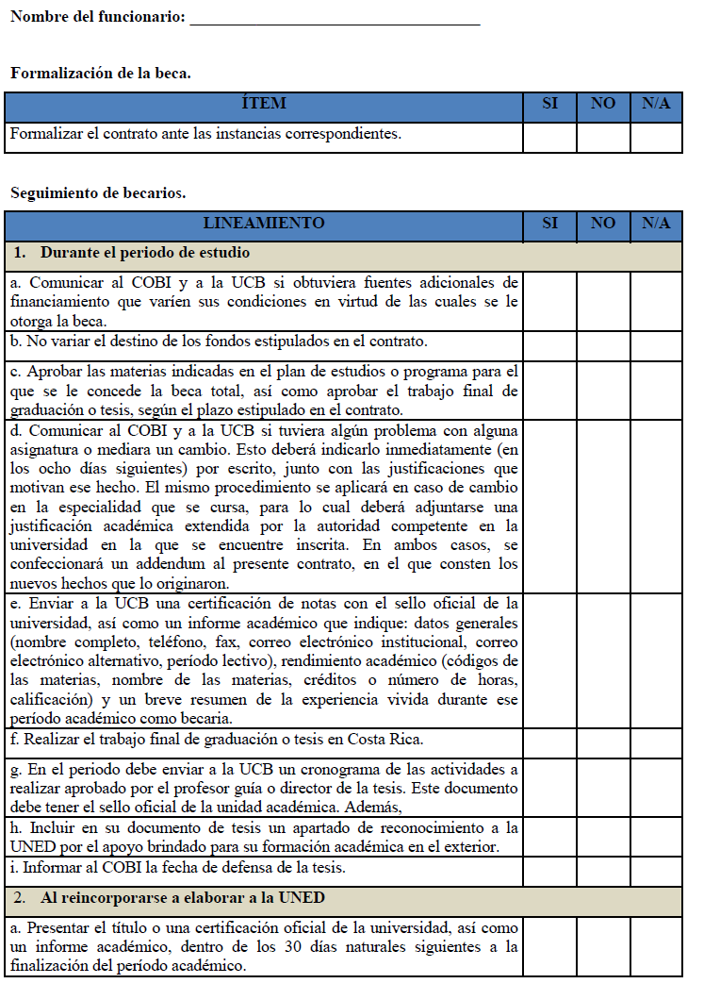 Nombre del funcionario: ___________________________________
Formalización de la beca.
ÍTEM SI NO N/A
Formalizar el contrato ante las instancias correspondientes.
Seguimiento de becarios.
LINEAMIENTO SI NO N/A
1. Durante el periodo de estudio
a. Comunicar al COBI y a la UCB si obtuviera fuentes adicionales de
financiamiento que varíen sus condiciones en virtud de las cuales se le
otorga la beca.
b. No variar el destino de los fondos estipulados en el contrato.
c. Aprobar las materias indicadas en el plan de estudios o programa para el
que se le concede la beca total, así como aprobar el trabajo final de
graduación o tesis, según el plazo estipulado en el contrato.
d. Comunicar al COBI y a la UCB si tuviera algún problema con alguna
asignatura o mediara un cambio. Esto deberá indicarlo inmediatamente (en
los ocho días siguientes) por escrito, junto con las justificaciones que
motivan ese hecho. El mismo procedimiento se aplicará en caso de cambio
en la especialidad que se cursa, para lo cual deberá adjuntarse una
justificación académica extendida por la autoridad competente en la
universidad en la que se encuentre inscrita. En ambos casos, se
confeccionará un addendum al presente contrato, en el que consten los
nuevos hechos que lo originaron.
e. Enviar a la UCB una certificación de notas con el sello oficial de la
universidad, así como un informe académico que indique: datos generales
(nombre completo, teléfono, fax, correo electrónico institucional, correo
electrónico alternativo, período lectivo), rendimiento académico (códigos de
las materias, nombre de las materias, créditos o número de horas,
calificación) y un breve resumen de la experiencia vivida durante ese
período académico como becaria.
f. Realizar el trabajo final de graduación o tesis en Costa Rica.
g. En el periodo debe enviar a la UCB un cronograma de las actividades a
realizar aprobado por el profesor guía o director de la tesis. Este documento
debe tener el sello oficial de la unidad académica. Además,
h. Incluir en su documento de tesis un apartado de reconocimiento a la
UNED por el apoyo brindado para su formación académica en el exterior.
i. Informar al COBI la fecha de defensa de la tesis.
2. Al reincorporarse a elaborar a la UNED
a. Presentar el título o una certificación oficial de la universidad, así como
un informe académico, dentro de los 30 días naturales siguientes a la
finalización del período académico.